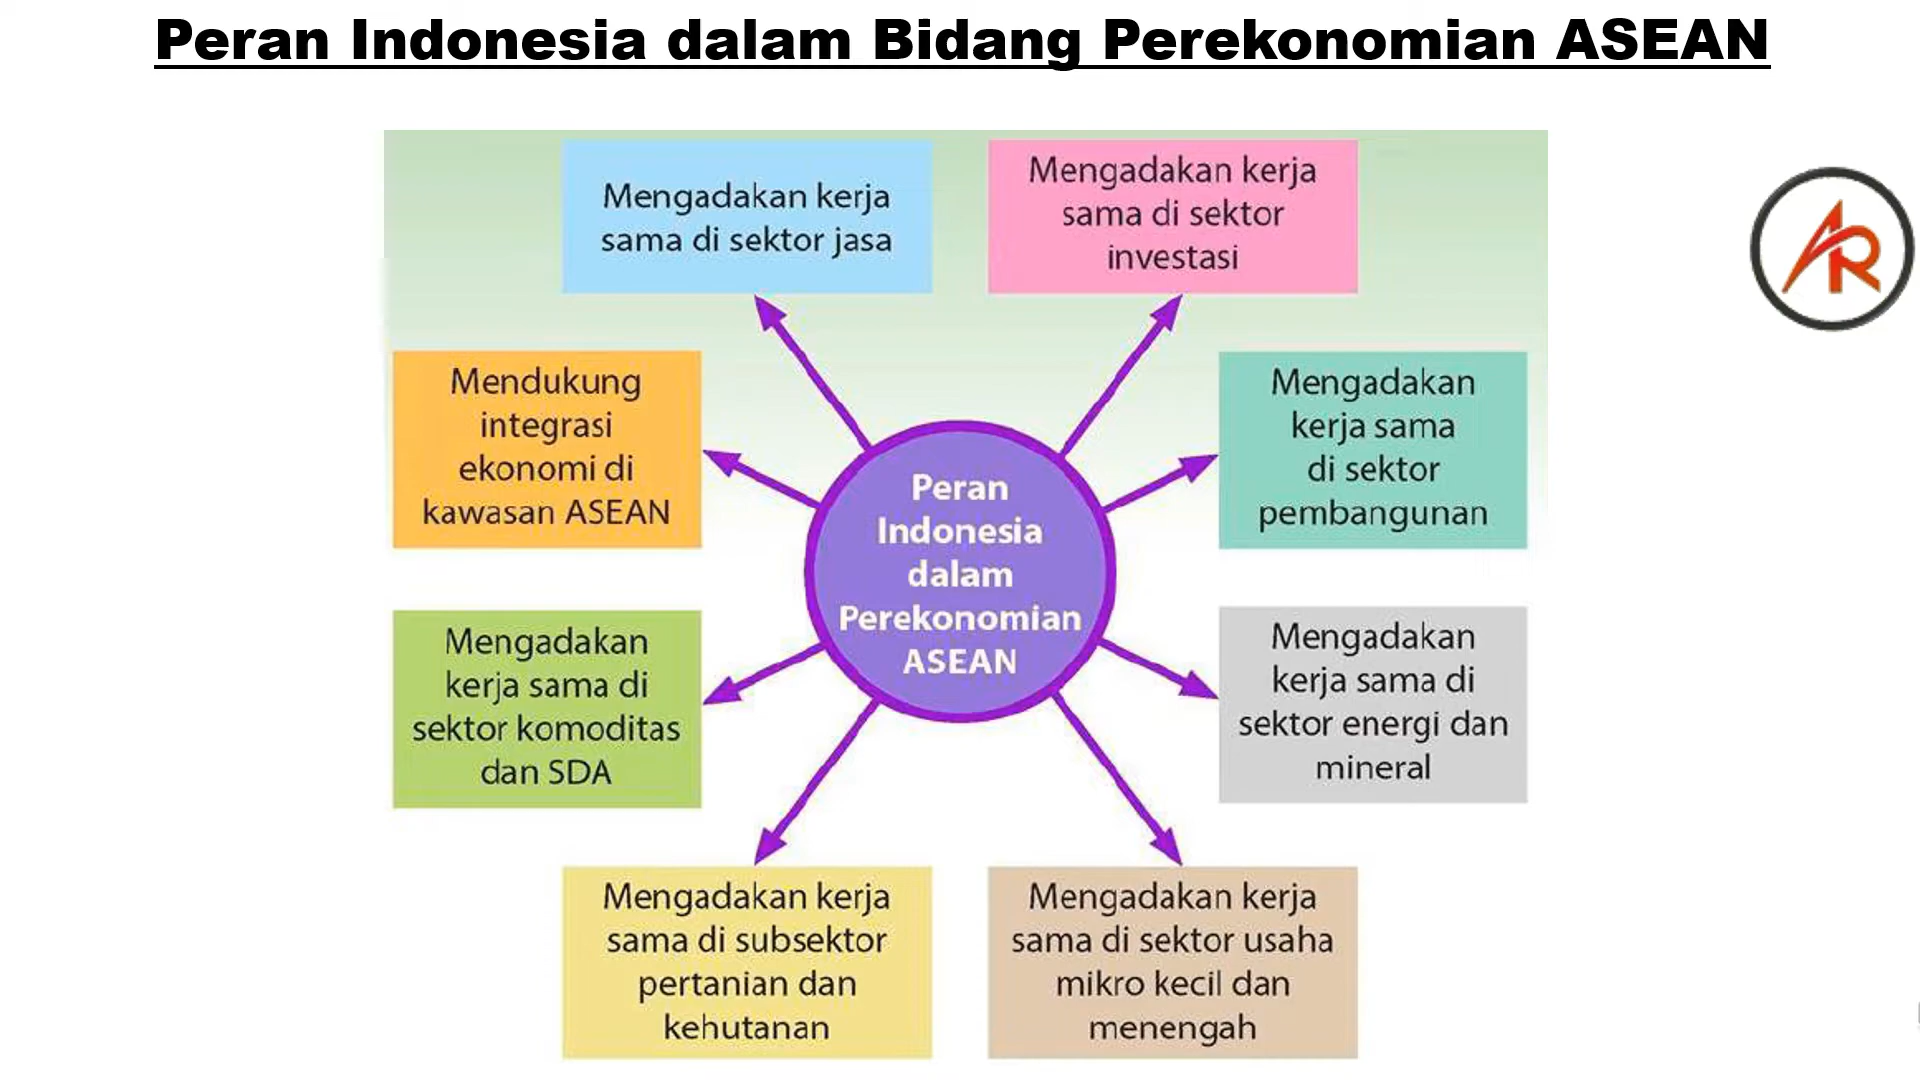 Peran Indonesia dalam Bidang Perekonomian ASEAN
Mengadakan kerja
sama di sektor jasa
Mengadakan kerja
sama di sektor
investasi
Mendukung
integrasi
ekonomi di
kawasan ASEAN
Mengadakan
kerja sama
di sektor
pembangunan
Peran
Indonesia
dalam
Perekonomian
ASEAN
Mengadakan
kerja sama di
sektor komoditas
dan SDA
Mengadakan
kerja sama di
sektor energi dan
mineral
Mengadakan kerja
sama di subsektor
pertanian dan
kehutanan
Mengadakan kerja
sama di sektor usaha
mikro kecil dan
menengah
AR